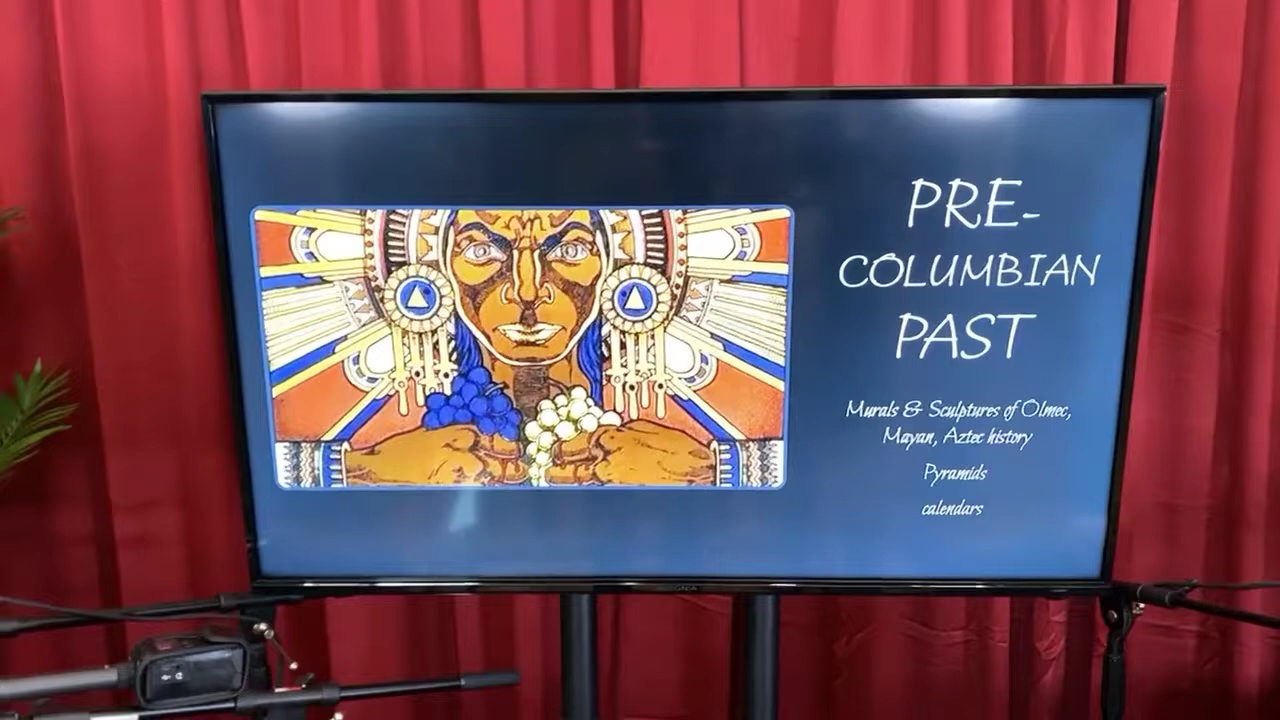 PRE-
COLUMBIAN
PAST
Murals & Sculptures of Olmec,
Mayan, Aztec history
Pyramids
calendars